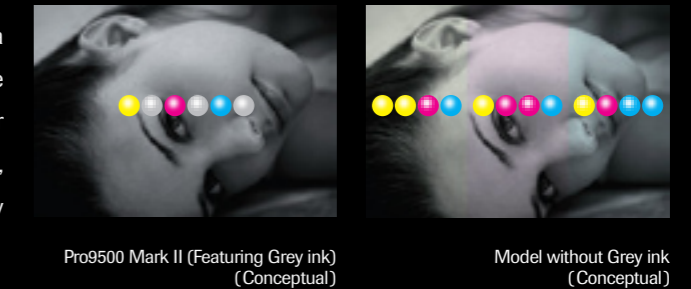 Pro9500 Mark II (Featuring Grey ink)
(Conceptual)
Model without Grey ink
(Conceptual)